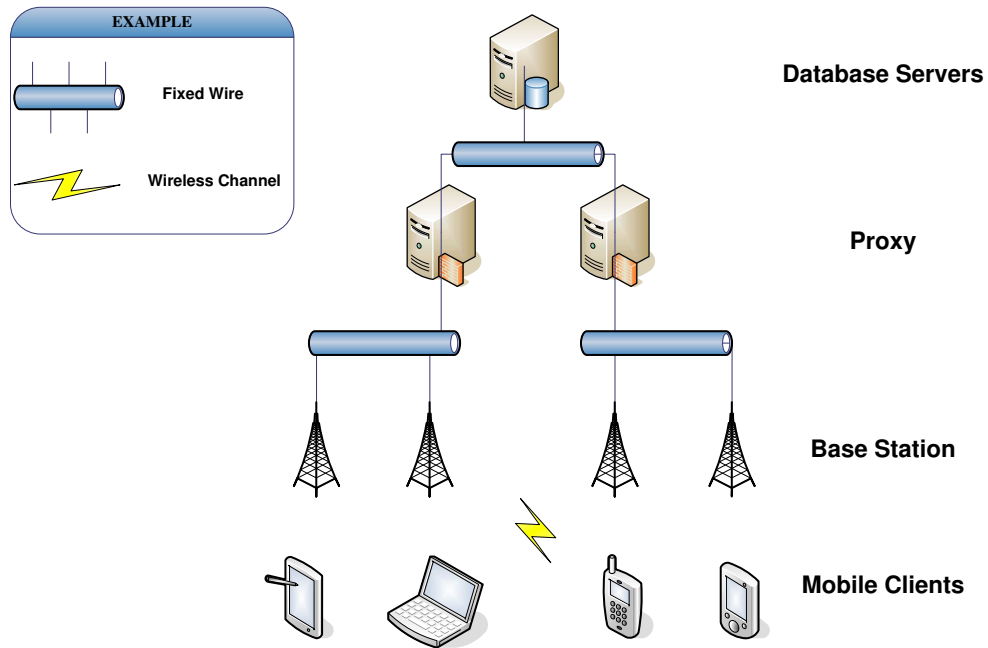 EXAMPLE
Fixed Wire
Wireless Channel
Database Servers
Proxy
Base Station
Mobile Clients